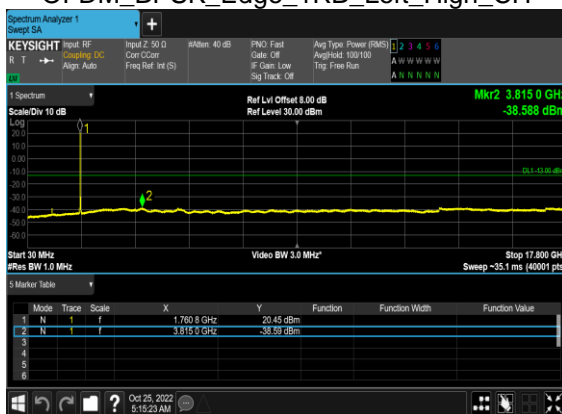 OFDM_BPSK_Edge_1RB_Left_High_CH
Spectrum Analyzer 1
Swept SA
+
KEYSIGHT Input: RF Input Z: 50 Ω #Atten: 40 dB PNO: Fast Avg Type: Power (RMS) 1 2 3 4 5 6
R T Coupling: DC Corr CCorr Gate: Off Avg|Hold: 100/100 A W W W W W
Align: Auto Freq Ref: Int (S) IF Gain: Low Trig: Free Run
Sig Track: Off A N N N N N
1 Spectrum Ref Lvl Offset 8.00 dB Mkr2 3.815 0 GHz
Scale/Div 10 dB Ref Level 30.00 dBm -38.588 dBm
Log
20.0
10.0
0.00
-10.0
DL1 -13.00 dBm
-20.0
-30.0
-40.0
-50.0
-60.0
1
2
Start 30 MHz Video BW 3.0 MHz* Stop 17.800 GHz
#Res BW 1.0 MHz Sweep ~35.1 ms (40001 pts)
5 Marker Table
Mode Trace Scale X Y Function Function Width Function Value
1 N 1 f 1.760 8 GHz 20.45 dBm
2 N 1 f 3.815 0 GHz -38.59 dBm
3
4
5
6
? Oct 25, 2022
5:15:23 AM